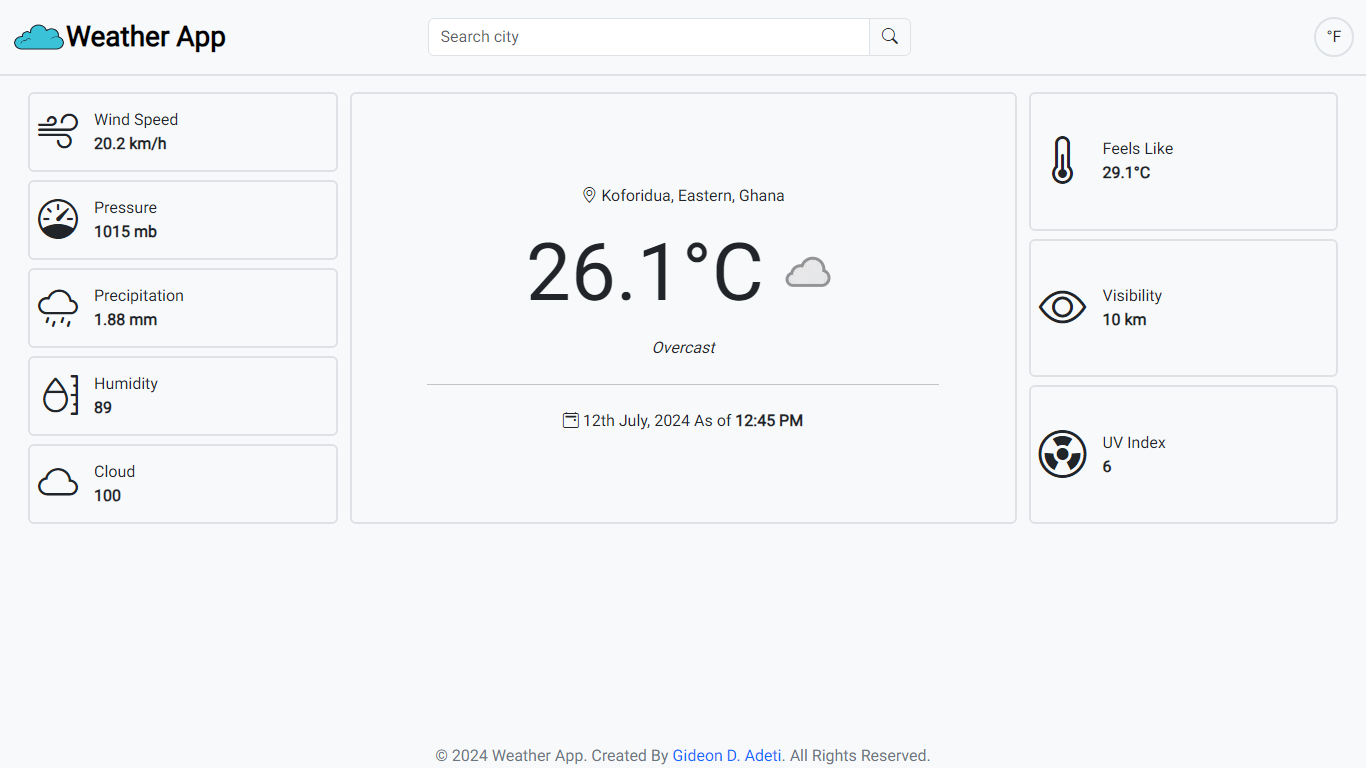 Weather App
Search city
°F
Wind Speed
20.2 km/h
Pressure
1015 mb
Precipitation
1.88 mm
Humidity
89
Cloud
100
Koforidua, Eastern, Ghana
26.1°C
Overcast
12th July, 2024 As of 12:45 PM
Feels Like
29.1°C
Visibility
10 km
UV Index
6
© 2024 Weather App. Created By Gideon D. Adeti. All Rights Reserved.